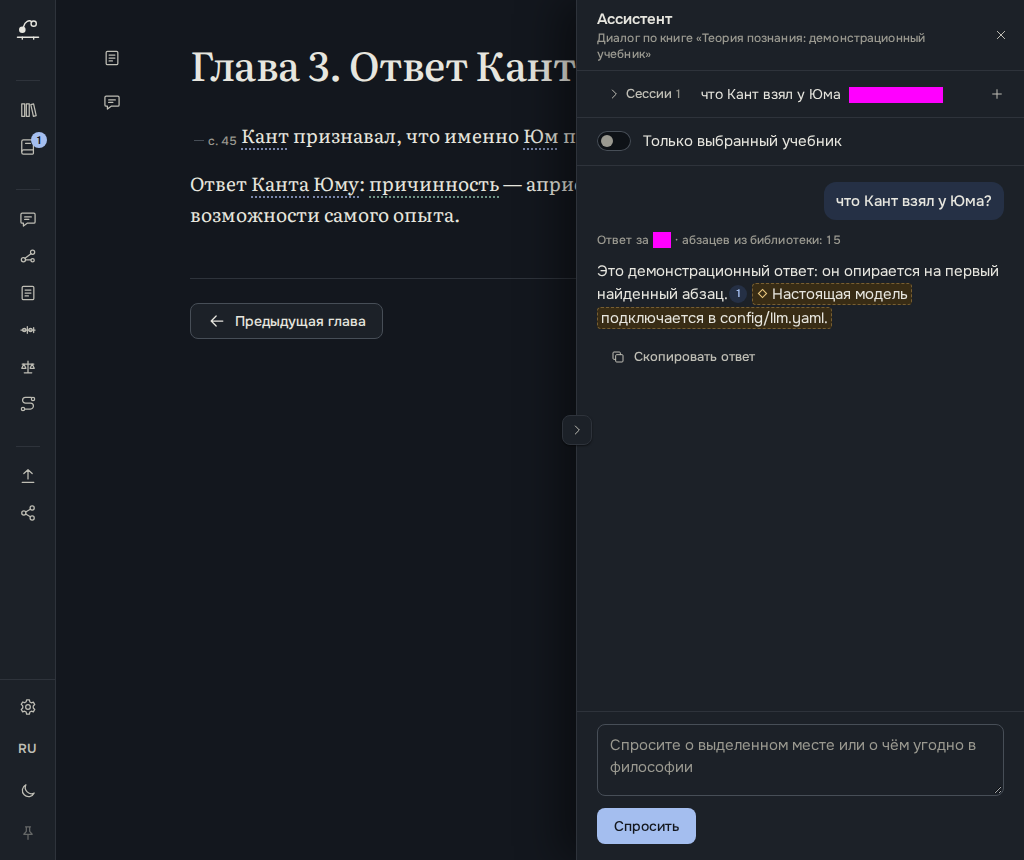 1
RU
Глава 3. Ответ Кант
с. 45 Кант признавал, что именно Юм п
Ответ Канта Юму: причинность — апри
возможности самого опыта.
Предыдущая глава
Ассистент
Диалог по книге «Теория познания: демонстрационный
учебник»
Сессии 1 что Кант взял у Юма
Только выбранный учебник
что Кант взял у Юма?
Ответ за · абзацев из библиотеки: 15
Это демонстрационный ответ: он опирается на первый
найденный абзац. 1 Настоящая модель
подключается в config/llm.yaml.
Скопировать ответ
Спросите о выделенном месте или о чём угодно в
философии
Спросить